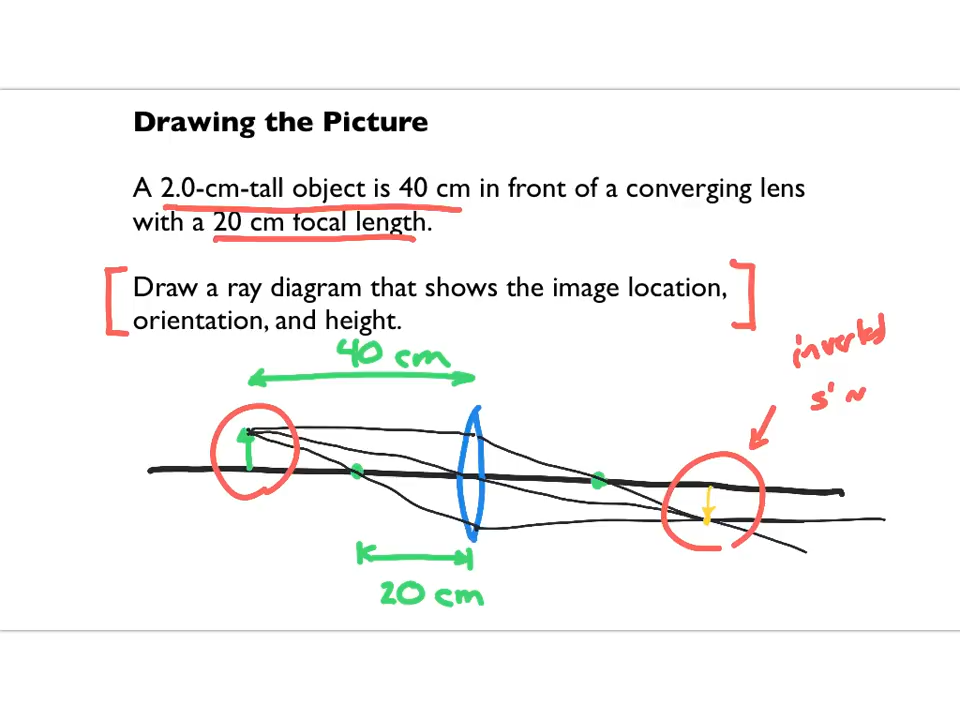 Drawing the Picture
A 2.0-cm-tall object is 40 cm in front of a converging lens
with a 20 cm focal length.
Draw a ray diagram that shows the image location,
orientation, and height.
40 cm
inverted
s' ~
20 cm